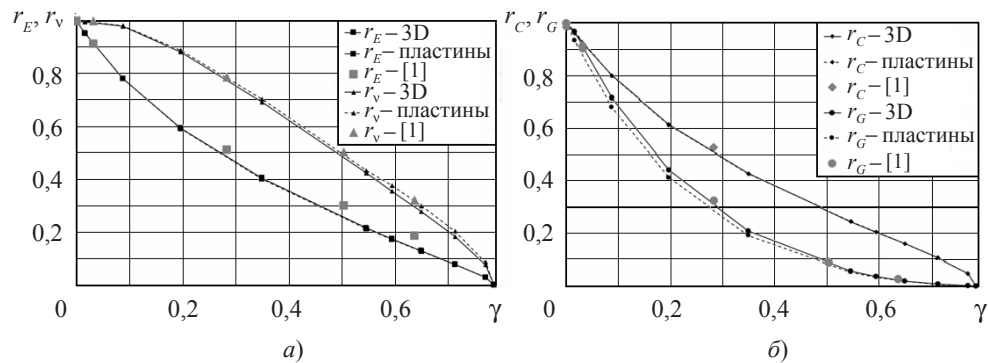 r_E, r_ν
r_E – 3D
r_E – пластины
r_E – [1]
r_ν – 3D
r_ν – пластины
r_ν – [1]
0,8
0,6
0,4
0,2
0
0 0,2 0,4 0,6 γ
а)
r_C, r_G
r_C – 3D
r_C – пластины
r_C – [1]
r_G – 3D
r_G – пластины
r_G – [1]
0,8
0,6
0,4
0,2
0
0 0,2 0,4 0,6 γ
б)